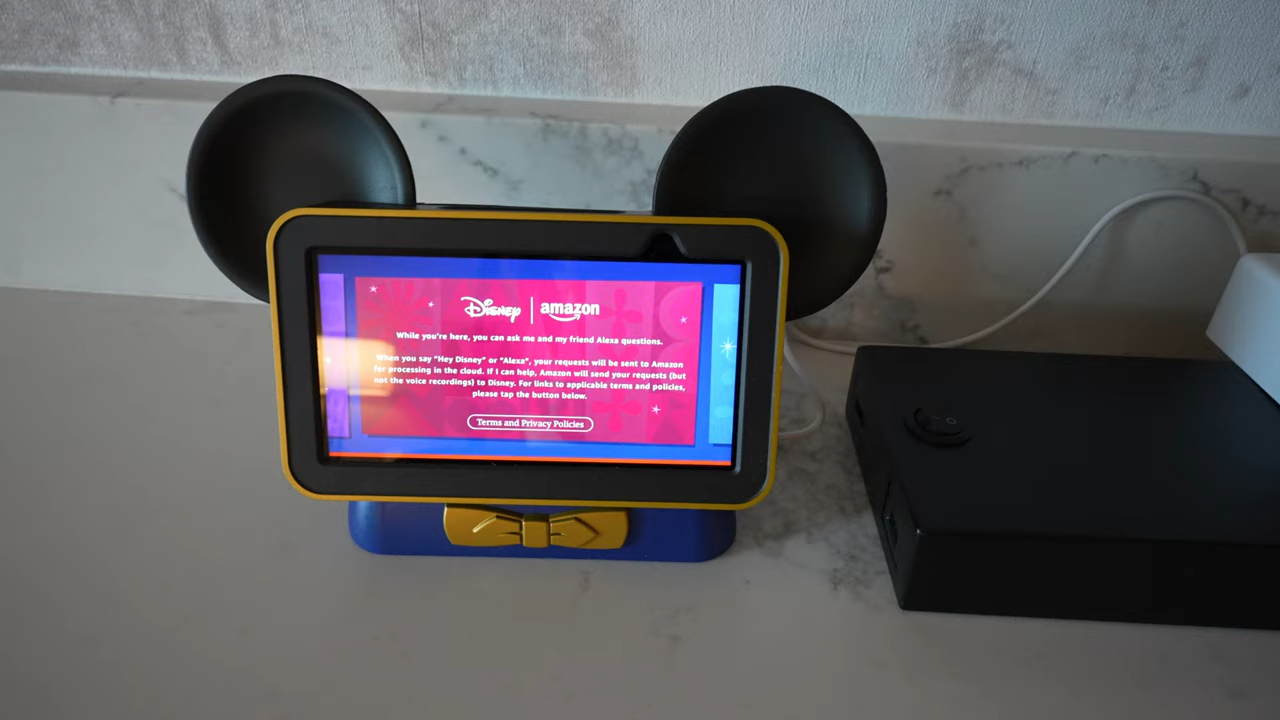 Disney | amazon
While you're here, you can ask me and my friend Alexa questions.
When you say "Hey Disney" or "Alexa", your requests will be sent to Amazon
for processing in the cloud. If I can help, Amazon will send your requests (but
not the voice recordings) to Disney. For links to applicable terms and policies,
please tap the button below.
Terms and Privacy Policies